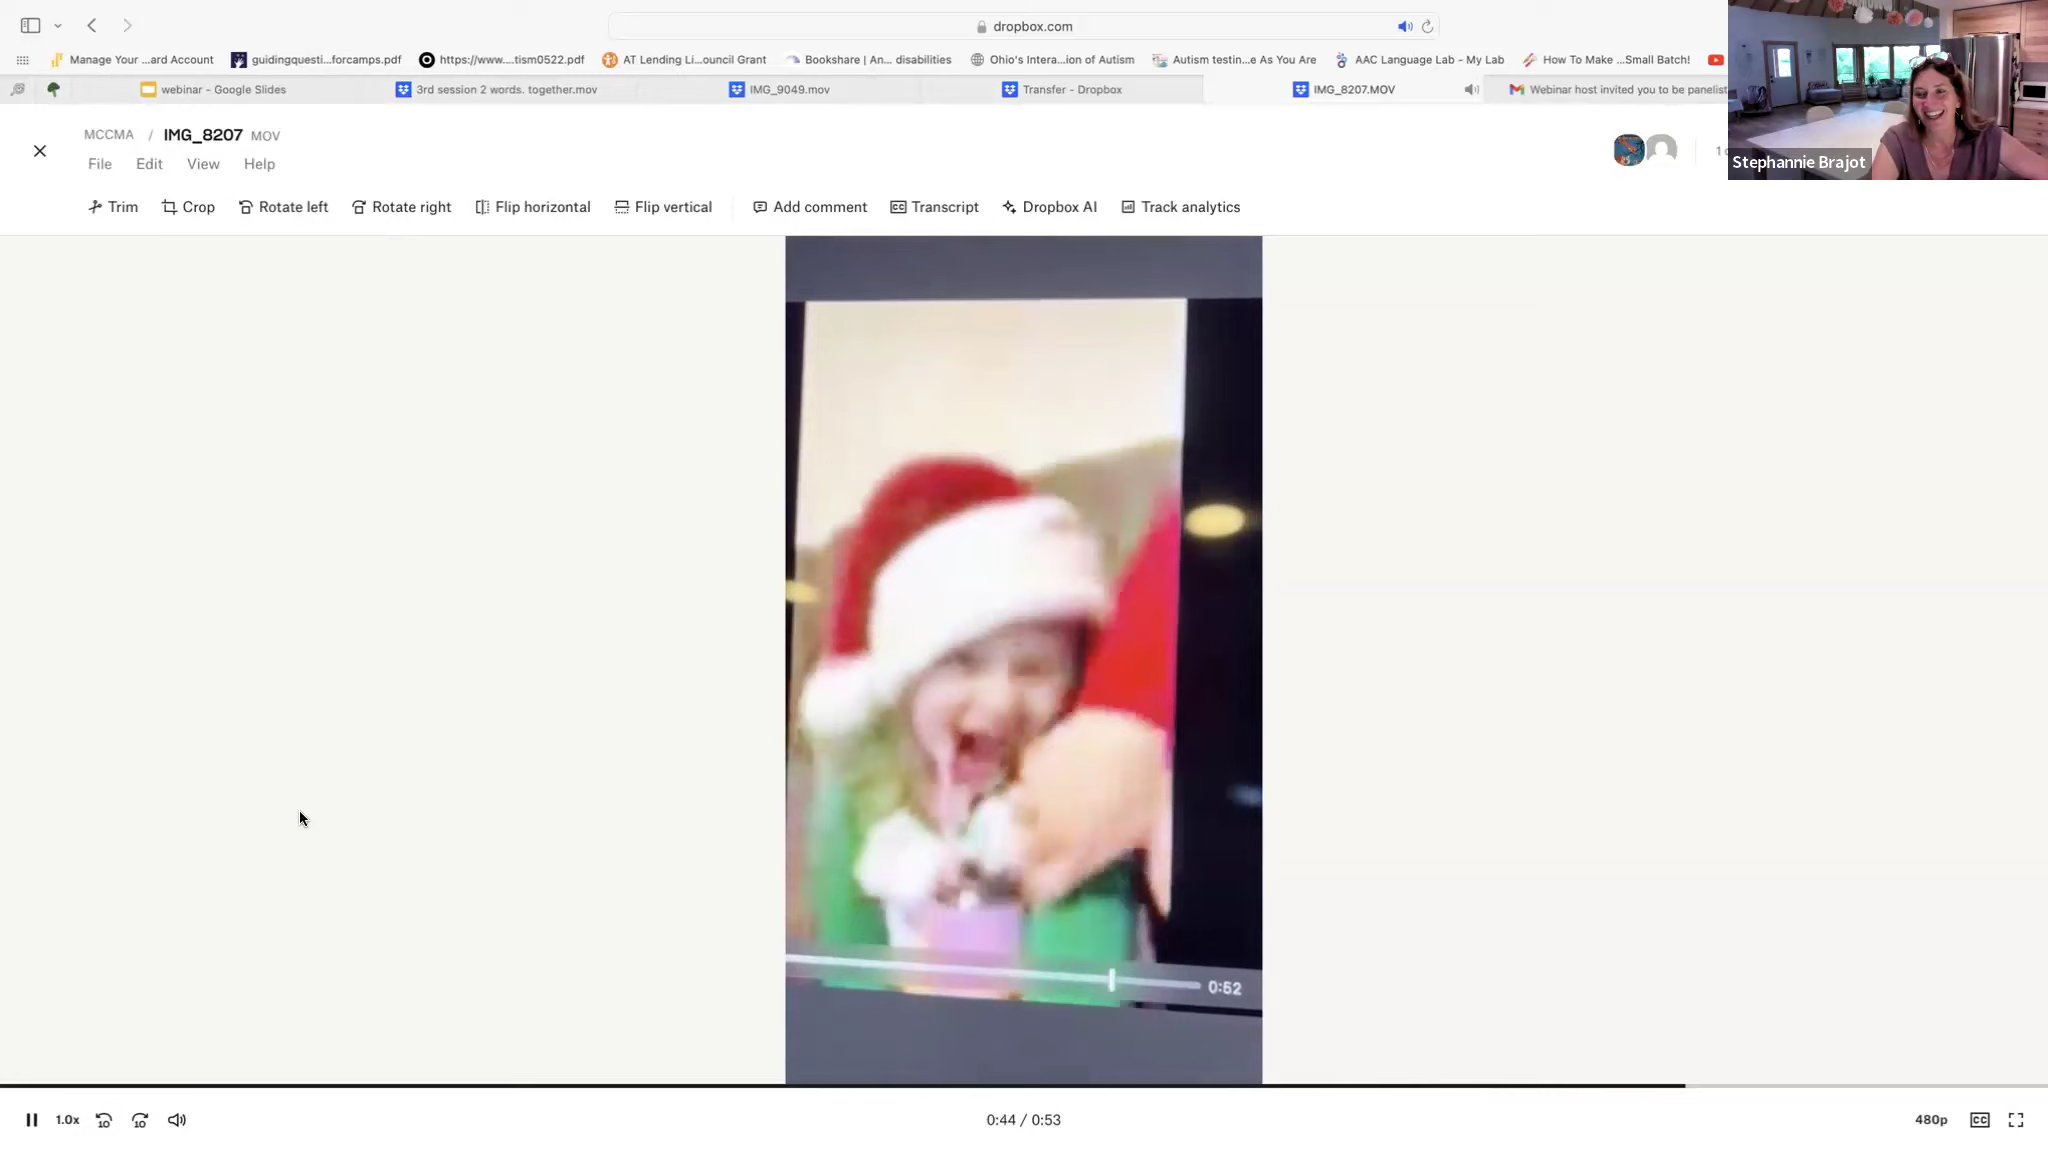 dropbox.com
Manage Your ...ard Account
guidingquesti...forcamps.pdf
https://www....tism0522.pdf
AT Lending Li...ouncil Grant
Bookshare | An... disabilities
Ohio's Intera...ion of Autism
Autism testin...e As You Are
AAC Language Lab - My Lab
How To Make ...Small Batch!
webinar - Google Slides
3rd session 2 words. together.mov
IMG_9049.mov
Transfer - Dropbox
IMG_8207.MOV
Webinar host invited you to be panelist
MCCMA / IMG_8207 MOV
File Edit View Help
Stephannie Brajot
Trim Crop Rotate left Rotate right Flip horizontal Flip vertical Add comment CC Transcript Dropbox AI Track analytics
0:52
1.0x 10 10 0:44 / 0:53 480p CC